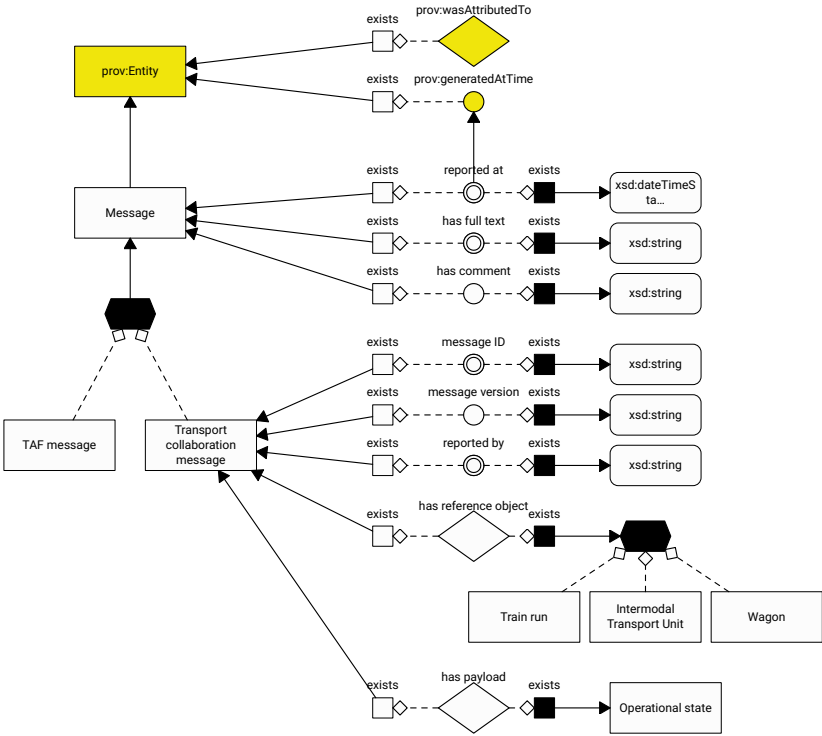 prov:wasAttributedTo
exists
prov:Entity
prov:generatedAtTime
exists
exists
reported at
exists
xsd:dateTimeS
ta...
Message
exists
has full text
exists
xsd:string
exists
has comment
exists
xsd:string
exists
message ID
exists
xsd:string
exists
message version
exists
xsd:string
TAF message
Transport
collaboration
message
exists
reported by
exists
xsd:string
exists
has reference object
exists
Train run
Intermodal
Transport Unit
Wagon
exists
has payload
exists
Operational state